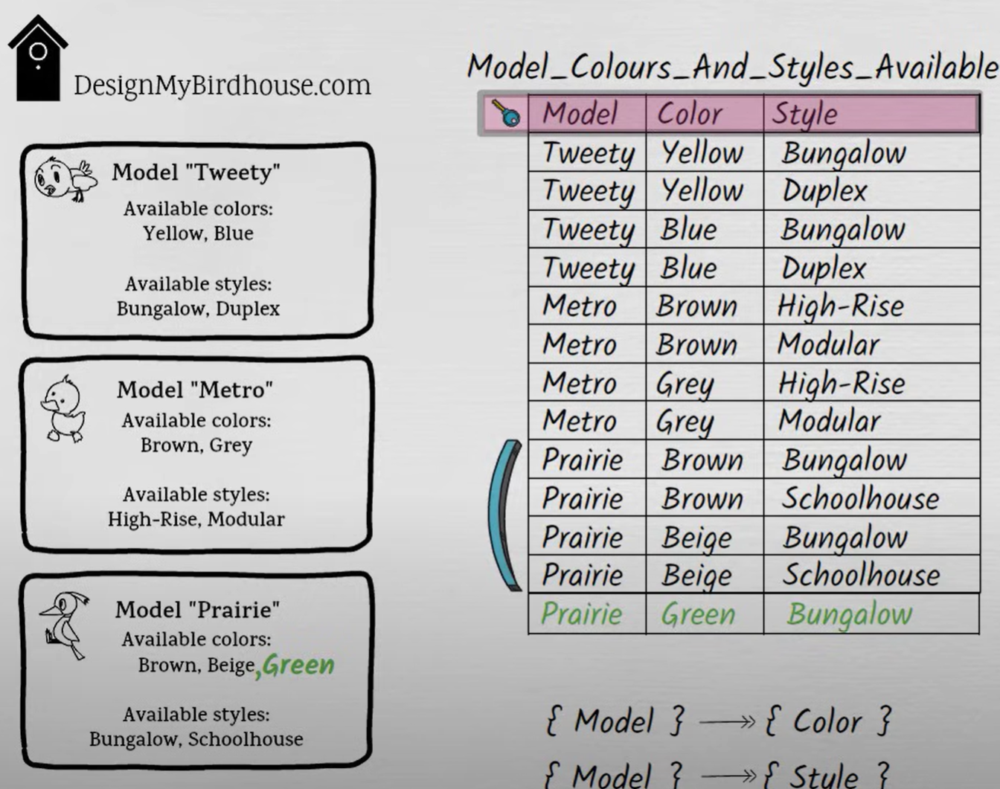 DesignMyBirdhouse.com
Model "Tweety"
Available colors:
Yellow, Blue
Available styles:
Bungalow, Duplex
Model "Metro"
Available colors:
Brown, Grey
Available styles:
High-Rise, Modular
Model "Prairie"
Available colors:
Brown, Beige,Green
Available styles:
Bungalow, Schoolhouse
Model_Colours_And_Styles_Available
Model Color Style
Tweety Yellow Bungalow
Tweety Yellow Duplex
Tweety Blue Bungalow
Tweety Blue Duplex
Metro Brown High-Rise
Metro Brown Modular
Metro Grey High-Rise
Metro Grey Modular
Prairie Brown Bungalow
Prairie Brown Schoolhouse
Prairie Beige Bungalow
Prairie Beige Schoolhouse
Prairie Green Bungalow
{ Model } ↠ { Color }
{ Model } ↠ { Style }